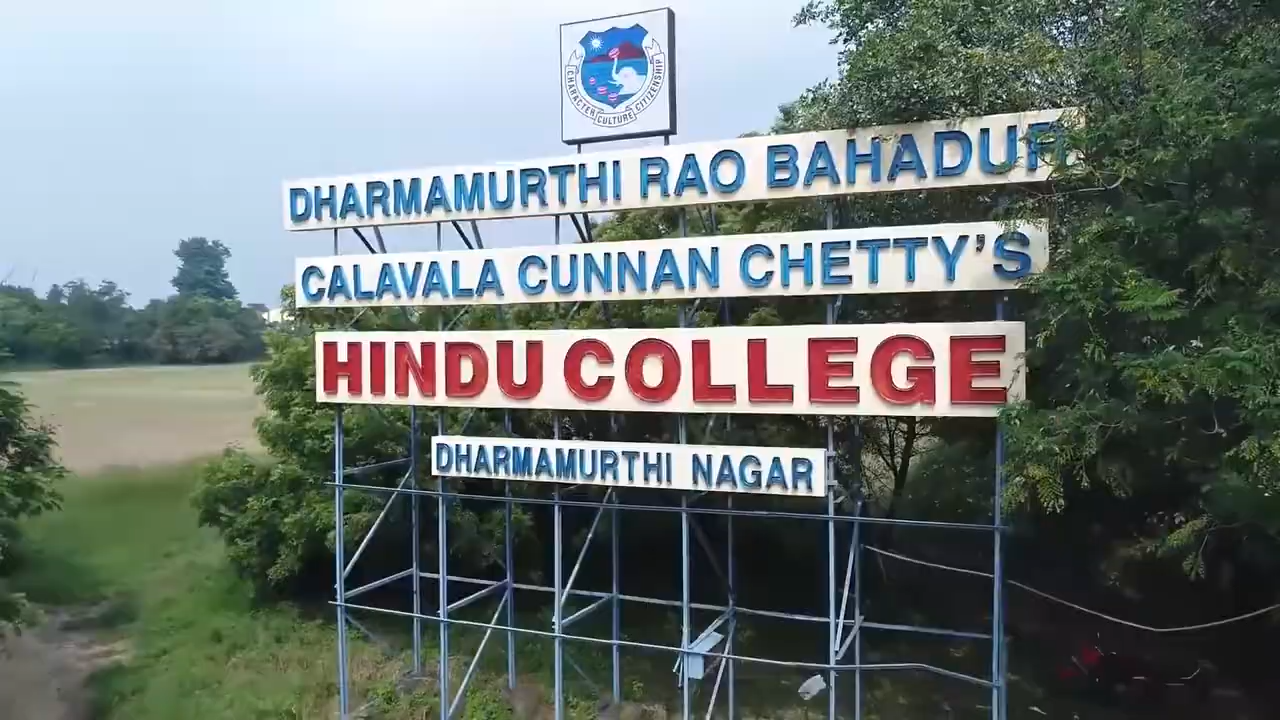 CHARACTER CULTURE CITIZENSHIP
DHARMAMURTHI RAO BAHADUR
CALAVALA CUNNAN CHETTY'S
HINDU COLLEGE
DHARMAMURTHI NAGAR